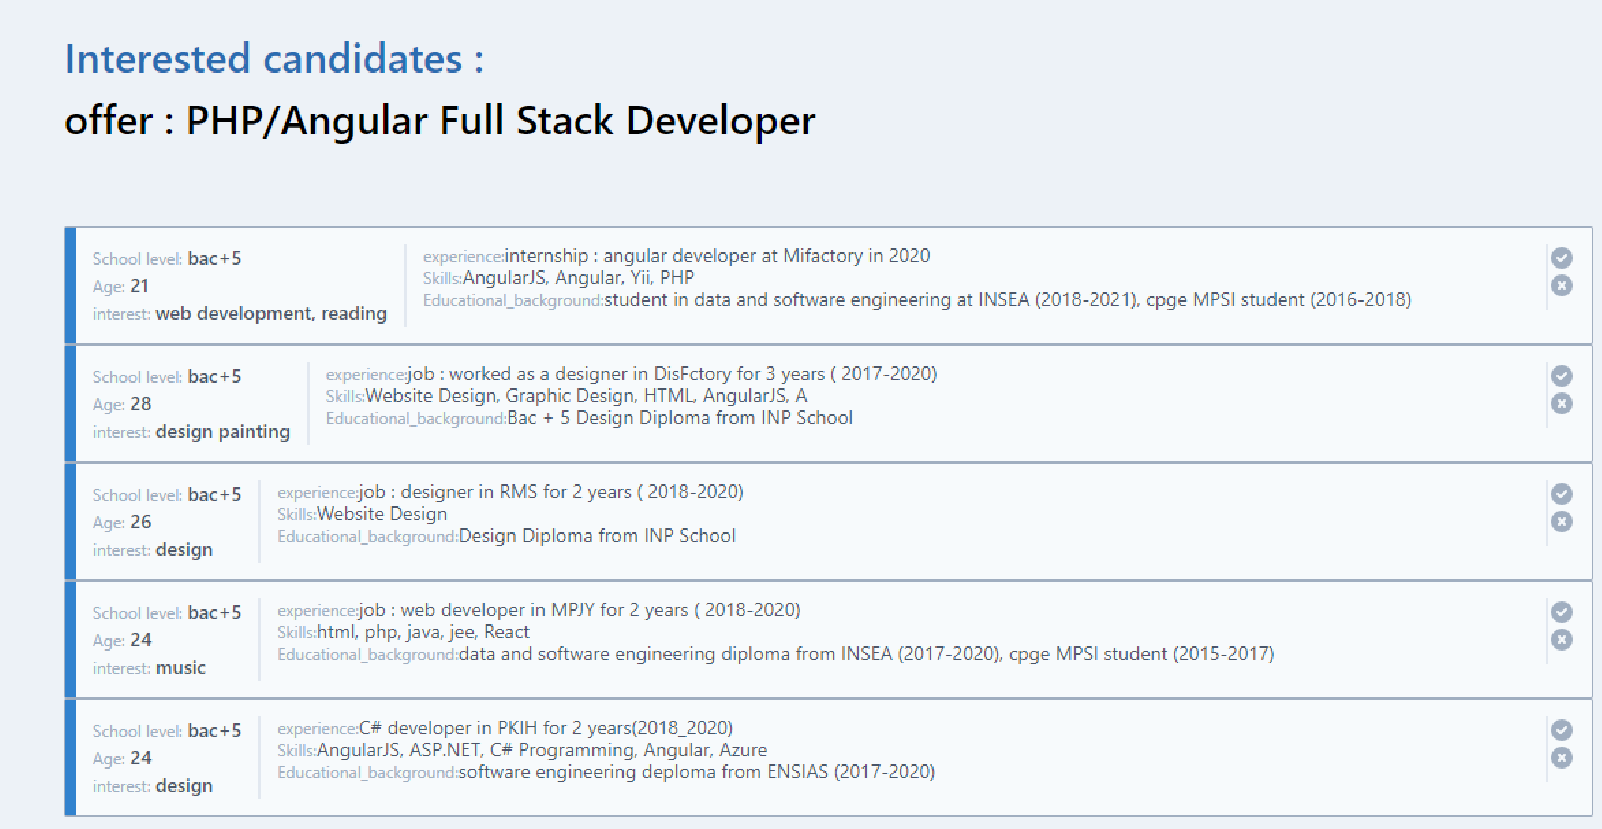 Interested candidates :
offer : PHP/Angular Full Stack Developer
School level: bac+5
Age: 21
interest: web development, reading
experience:internship : angular developer at Mifactory in 2020
Skills:AngularJS, Angular, Yii, PHP
Educational_background:student in data and software engineering at INSEA (2018-2021), cpge MPSI student (2016-2018)
School level: bac+5
Age: 28
interest: design painting
experience:job : worked as a designer in DisFctory for 3 years ( 2017-2020)
Skills:Website Design, Graphic Design, HTML, AngularJS, A
Educational_background:Bac + 5 Design Diploma from INP School
School level: bac+5
Age: 26
interest: design
experience:job : designer in RMS for 2 years ( 2018-2020)
Skills:Website Design
Educational_background:Design Diploma from INP School
School level: bac+5
Age: 24
interest: music
experience:job : web developer in MPJY for 2 years ( 2018-2020)
Skills:html, php, java, jee, React
Educational_background:data and software engineering diploma from INSEA (2017-2020), cpge MPSI student (2015-2017)
School level: bac+5
Age: 24
interest: design
experience:C# developer in PKIH for 2 years(2018_2020)
Skills:AngularJS, ASP.NET, C# Programming, Angular, Azure
Educational_background:software engineering deploma from ENSIAS (2017-2020)